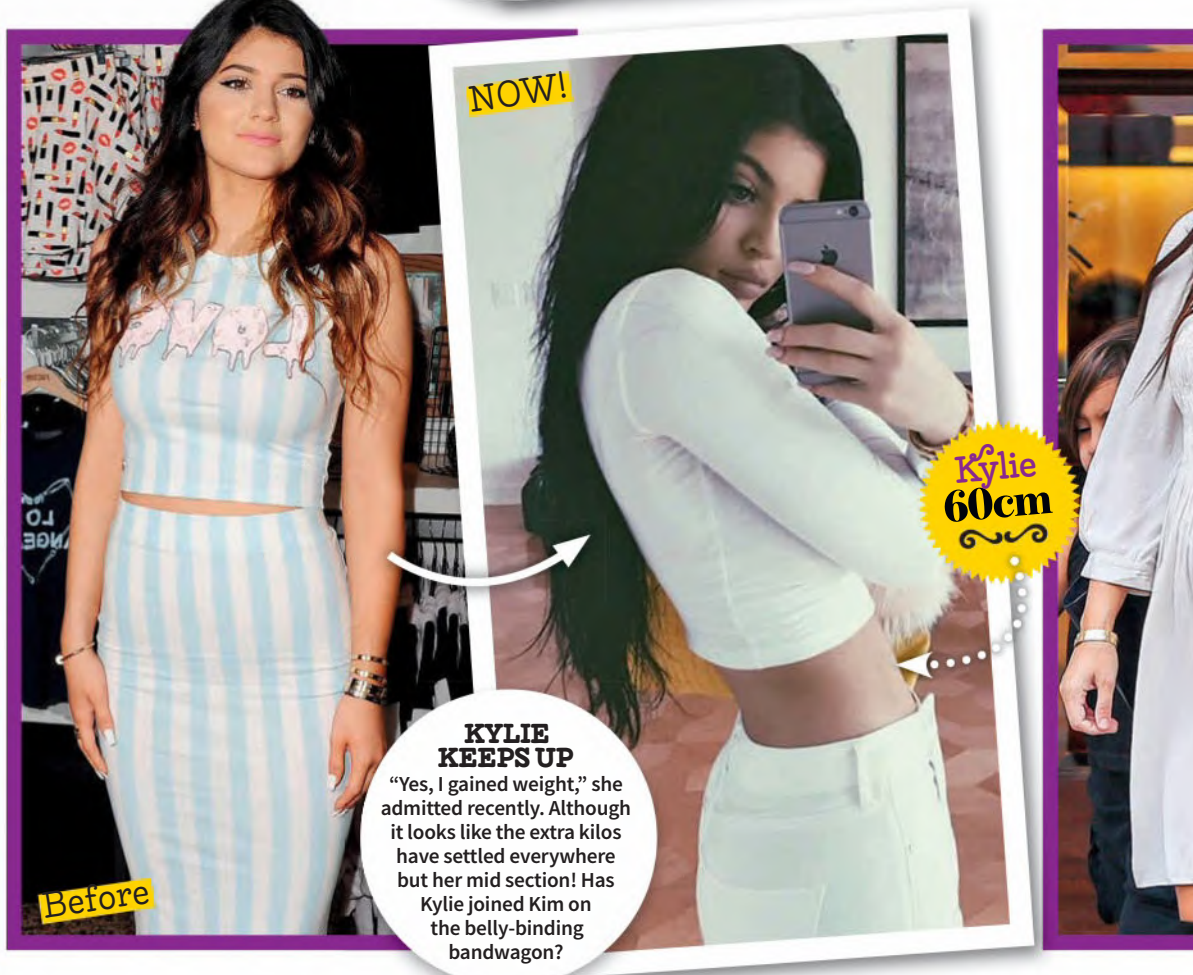 NOW!
LOVE
Kylie
60cm
KYLIE
KEEPS UP
“Yes, I gained weight,” she
admitted recently. Although
it looks like the extra kilos
have settled everywhere
but her mid section! Has
Kylie joined Kim on
the belly-binding
bandwagon?
Before